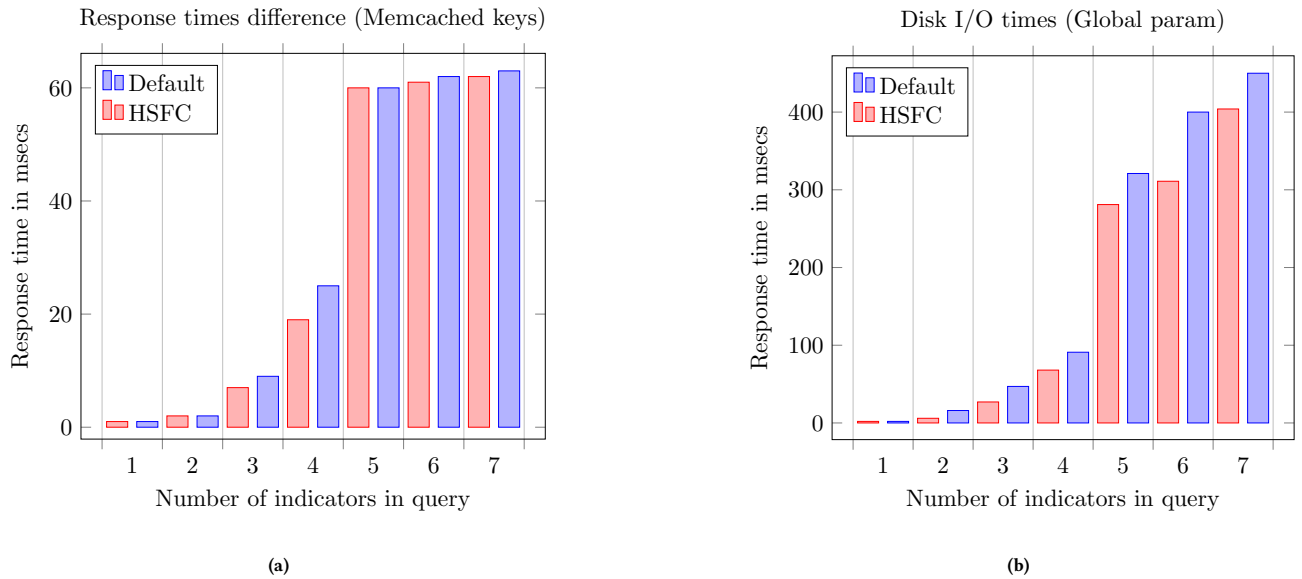 Response times difference (Memcached keys)
Default
HSFC
60
40
20
0
Response time in msecs
1 2 3 4 5 6 7
Number of indicators in query
(a)
Disk I/O times (Global param)
Default
HSFC
400
300
200
100
0
Response time in msecs
1 2 3 4 5 6 7
Number of indicators in query
(b)